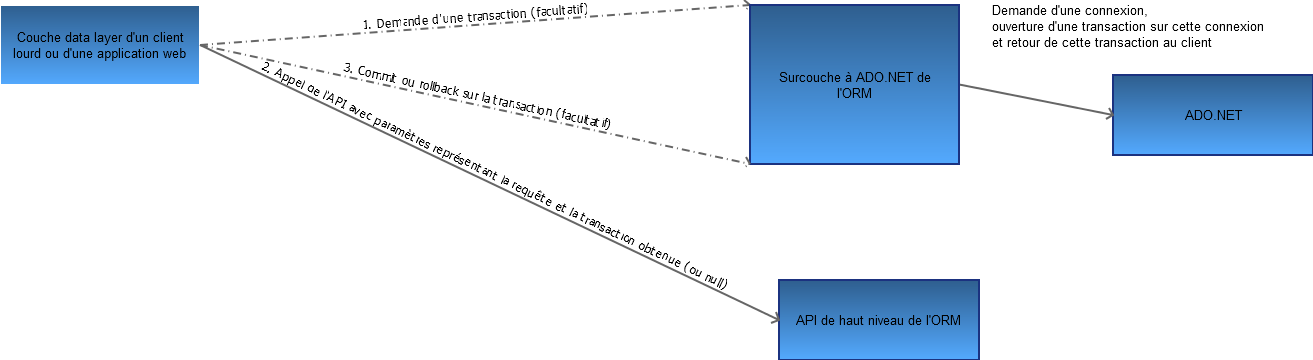 Couche data layer d'un client
lourd ou d'une application web
1. Demande d'une transaction (facultatif)
3. Commit ou rollback sur la transaction (facultatif)
2. Appel de l'API avec paramètres représentant la requête et la transaction obtenue (ou null)
Surcouche à ADO.NET de
l'ORM
Demande d'une connexion,
ouverture d'une transaction sur cette connexion
et retour de cette transaction au client
ADO.NET
API de haut niveau de l'ORM